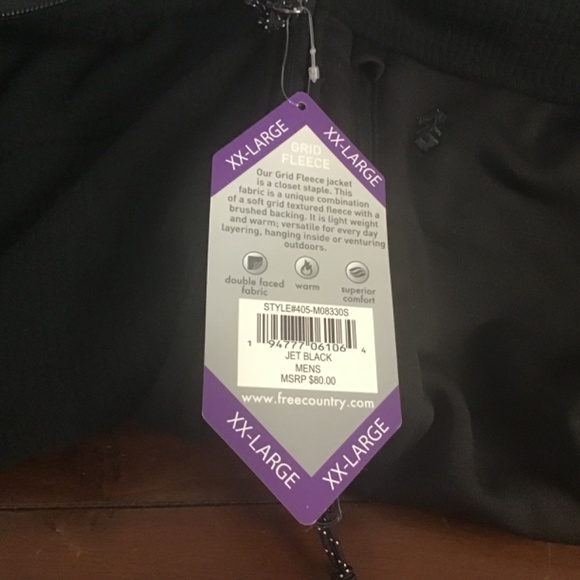 XX-LARGE
XX-LARGE
GRID
FLEECE
Our Grid Fleece jacket
is a closet staple. This
fabric is a unique combination
of a soft grid textured fleece with a
brushed backing. It is light weight
and warm; versatile for every day
layering, hanging inside or venturing
outdoors.
double faced
fabric
warm
superior
comfort
STYLE#405-M08330S
1 94777 06106 4
JET BLACK
MENS
MSRP $80.00
www.freecountry.com
XX-LARGE
XX-LARGE